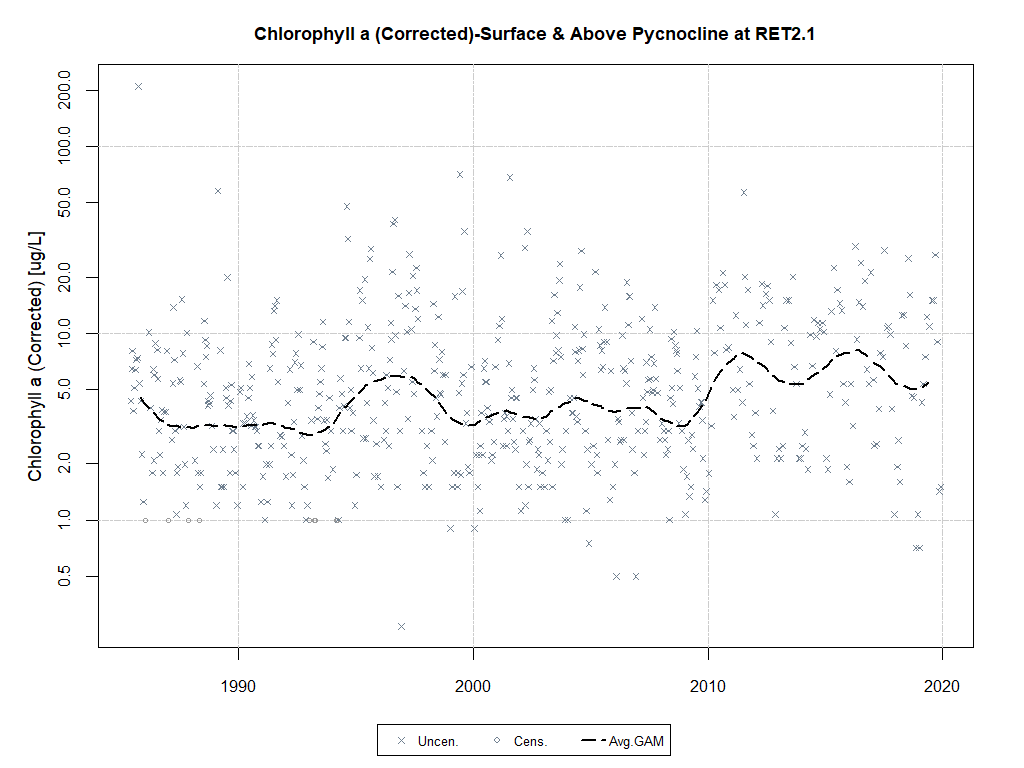 Chlorophyll a (Corrected)-Surface & Above Pycnocline at RET2.1
Chlorophyll a (Corrected) [ug/L]
200.0
100.0
50.0
20.0
10.0
5.0
2.0
1.0
0.5
1990 2000 2010 2020
Uncen. Cens. Avg.GAM